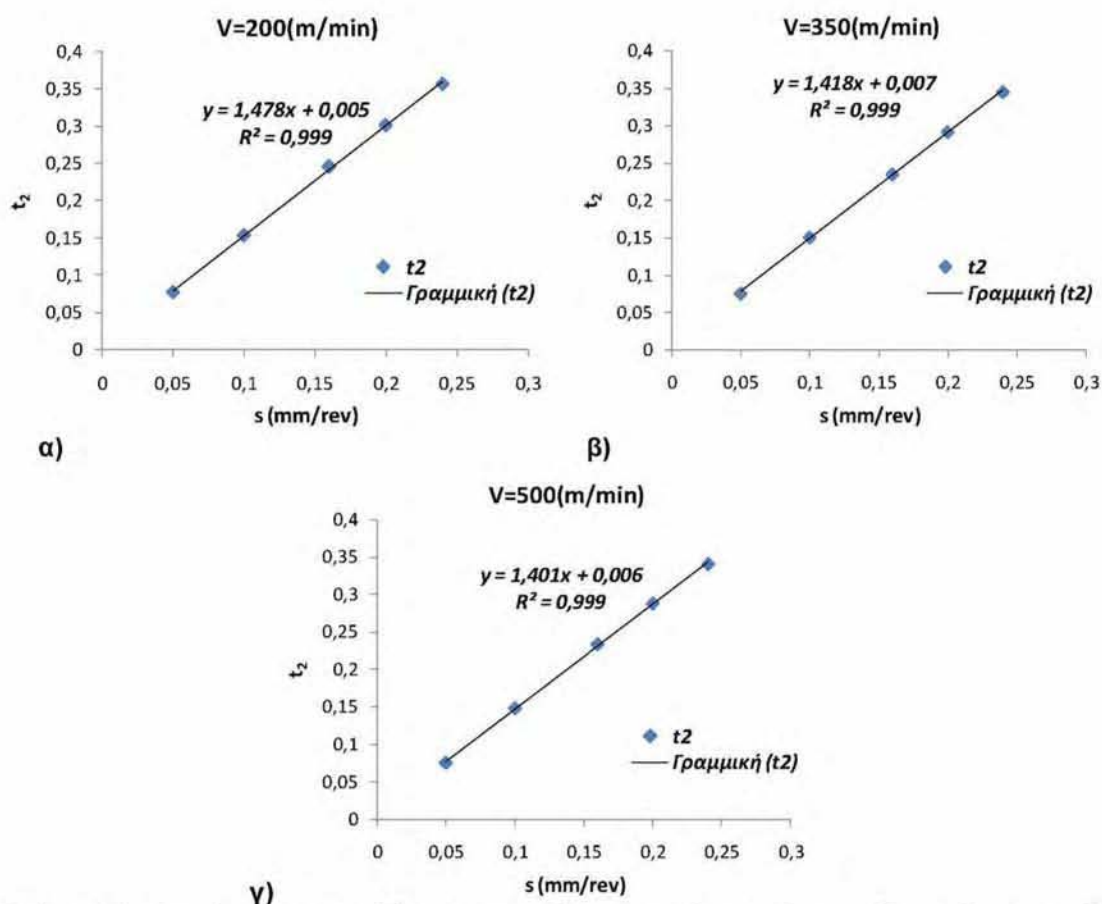 V=200(m/min)
0,4
0,35
0,3
0,25
0,2
0,15
0,1
0,05
0
t2
y = 1,478x + 0,005
R² = 0,999
t2
Γραμμική (t2)
0 0,05 0,1 0,15 0,2 0,25 0,3
s (mm/rev)
α)
V=350(m/min)
0,4
0,35
0,3
0,25
0,2
0,15
0,1
0,05
0
t2
y = 1,418x + 0,007
R² = 0,999
t2
Γραμμική (t2)
0 0,05 0,1 0,15 0,2 0,25 0,3
s (mm/rev)
β)
V=500(m/min)
0,4
0,35
0,3
0,25
0,2
0,15
0,1
0,05
0
t2
y = 1,401x + 0,006
R² = 0,999
t2
Γραμμική (t2)
0 0,05 0,1 0,15 0,2 0,25 0,3
s (mm/rev)
γ)